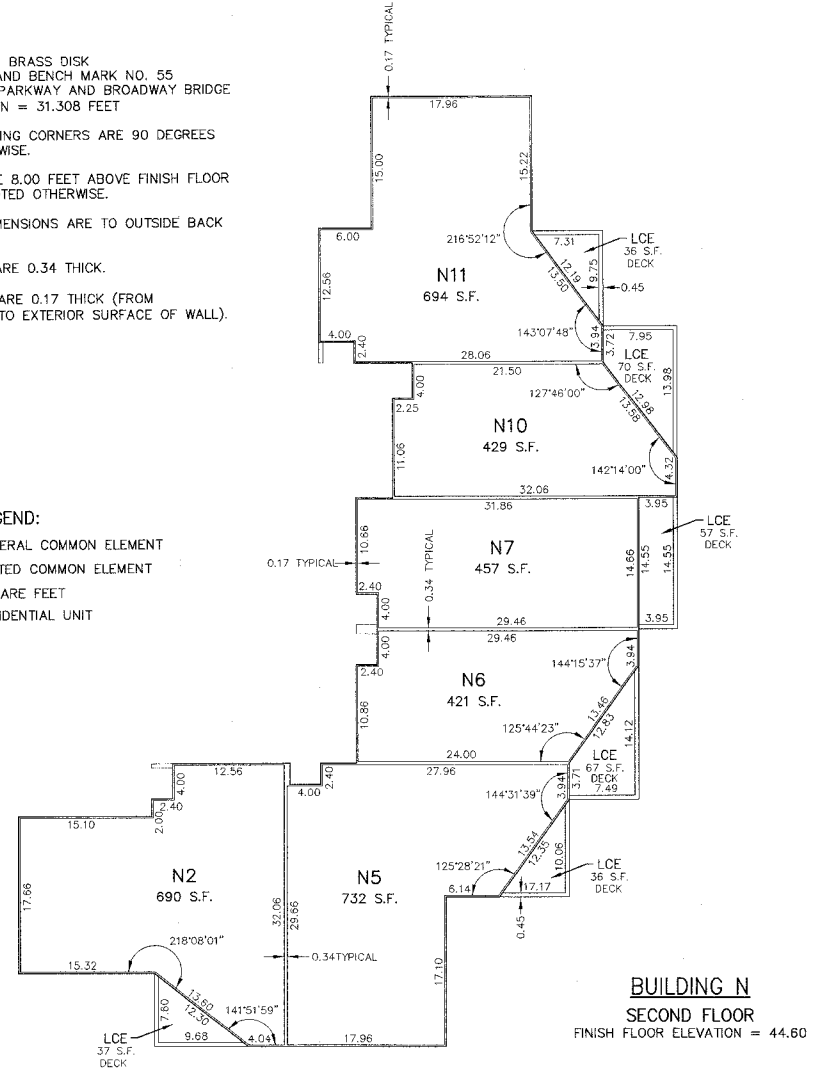 BRASS DISK
AND BENCH MARK NO. 55
PARKWAY AND BROADWAY BRIDGE
N = 31.308 FEET
ING CORNERS ARE 90 DEGREES
WISE.
E 8.00 FEET ABOVE FINISH FLOOR
TED OTHERWISE.
MENSIONS ARE TO OUTSIDE BACK
ARE 0.34 THICK.
ARE 0.17 THICK (FROM
TO EXTERIOR SURFACE OF WALL).
GEND:
ERAL COMMON ELEMENT
TED COMMON ELEMENT
ARE FEET
IDENTIAL UNIT
0.17 TYPICAL
17.96
15.00
15.22
6.00
216°52'12"
7.31
LCE
36 S.F.
DECK
N11
694 S.F.
12.19
13.50
9.75
0.45
12.56
143°07'48"
4.00
2.40
3.94
3.72
7.95
LCE
70 S.F.
DECK
28.06
21.50
4.00
127°46'00"
12.98
13.58
13.98
2.25
N10
429 S.F.
11.06
142°14'00"
4.32
32.06
31.86
3.95
LCE
57 S.F.
DECK
10.66
0.34 TYPICAL
N7
457 S.F.
0.17 TYPICAL
14.66
14.55
14.55
2.40
4.00
29.46
3.95
29.46
4.00
144°15'37"
3.94
2.40
N6
421 S.F.
10.86
125°44'23"
13.46
12.83
14.12
24.00
LCE
67 S.F.
DECK
7.49
12.56
2.40
27.96
4.00
4.00
3.94
3.71
144°31'39"
2.40
2.00
15.10
13.54
12.35
10.06
17.66
N2
690 S.F.
N5
732 S.F.
125°28'21"
LCE
36 S.F.
DECK
6.14
17.17
0.45
32.06
29.66
218°08'01"
0.34TYPICAL
15.32
17.10
13.60
12.30
141°51'59"
7.60
9.68
4.04
17.96
LCE
37 S.F.
DECK
BUILDING N
SECOND FLOOR
FINISH FLOOR ELEVATION = 44.60